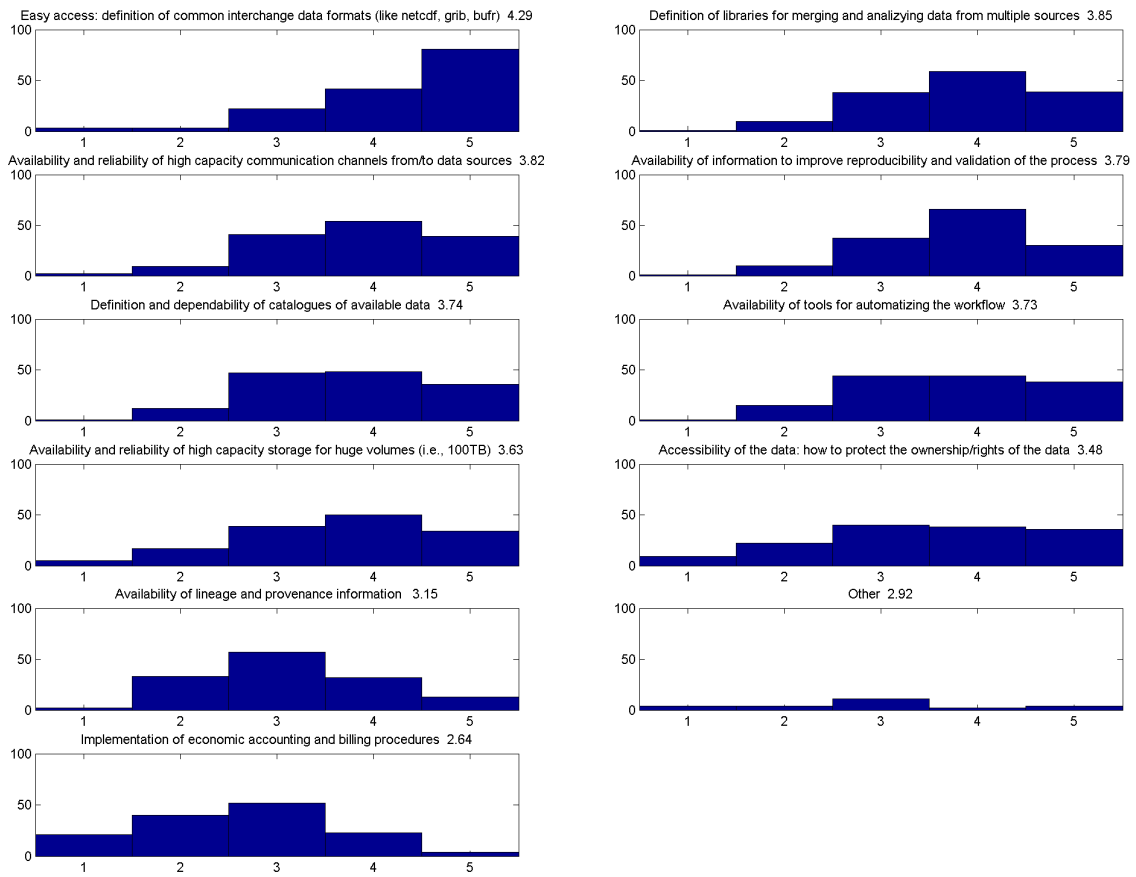 Easy access: definition of common interchange data formats (like netcdf, grib, bufr)  4.29
100
50
0
1 2 3 4 5
Definition of libraries for merging and analizying data from multiple sources  3.85
100
50
0
1 2 3 4 5
Availability and reliability of high capacity communication channels from/to data sources  3.82
100
50
0
1 2 3 4 5
Availability of information to improve reproducibility and validation of the process  3.79
100
50
0
1 2 3 4 5
Definition and dependability of catalogues of available data  3.74
100
50
0
1 2 3 4 5
Availability of tools for automatizing the workflow  3.73
100
50
0
1 2 3 4 5
Availability and reliability of high capacity storage for huge volumes (i.e., 100TB)  3.63
100
50
0
1 2 3 4 5
Accessibility of the data: how to protect the ownership/rights of the data  3.48
100
50
0
1 2 3 4 5
Availability of lineage and provenance information  3.15
100
50
0
1 2 3 4 5
Other  2.92
100
50
0
1 2 3 4 5
Implementation of economic accounting and billing procedures  2.64
100
50
0
1 2 3 4 5